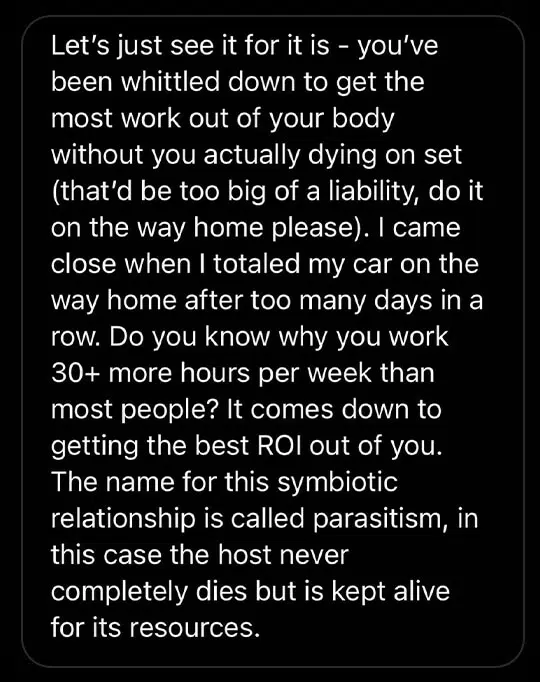 Let’s just see it for it is - you’ve
been whittled down to get the
most work out of your body
without you actually dying on set
(that’d be too big of a liability, do it
on the way home please). I came
close when I totaled my car on the
way home after too many days in a
row. Do you know why you work
30+ more hours per week than
most people? It comes down to
getting the best ROI out of you.
The name for this symbiotic
relationship is called parasitism, in
this case the host never
completely dies but is kept alive
for its resources.